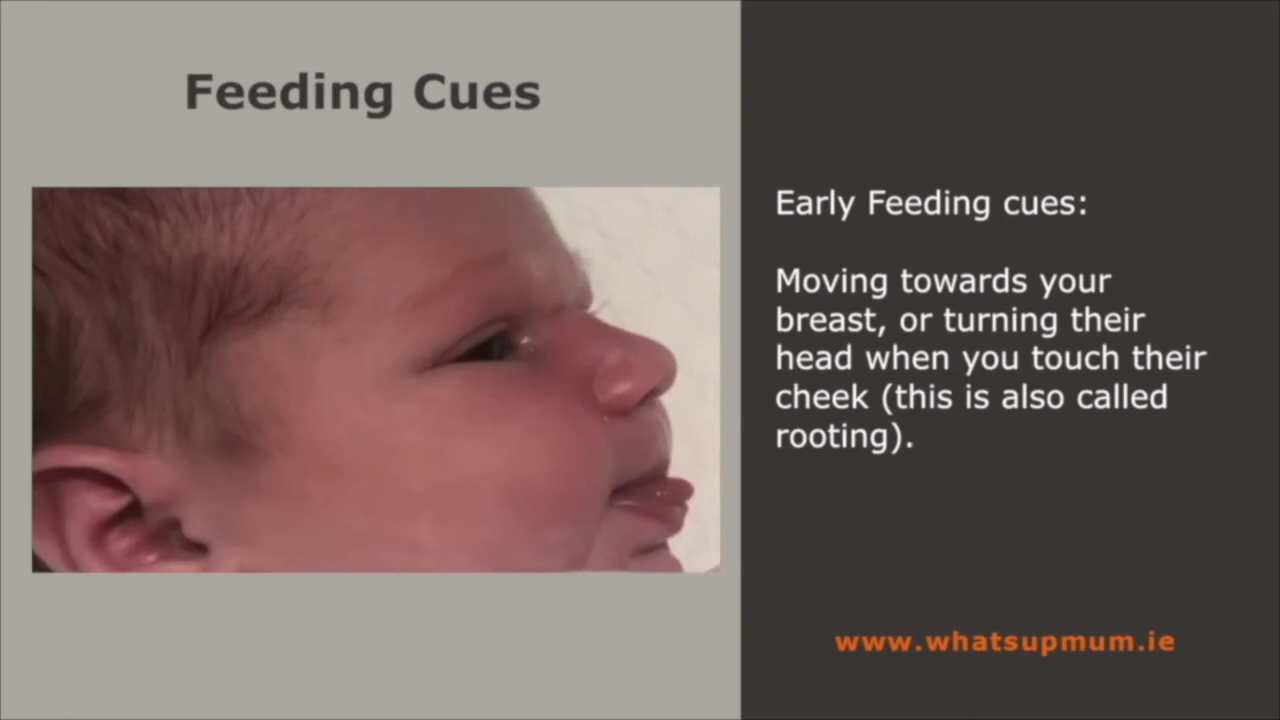 Feeding Cues
Early Feeding cues:
Moving towards your
breast, or turning their
head when you touch their
cheek (this is also called
rooting).
www.whatsupmum.ie